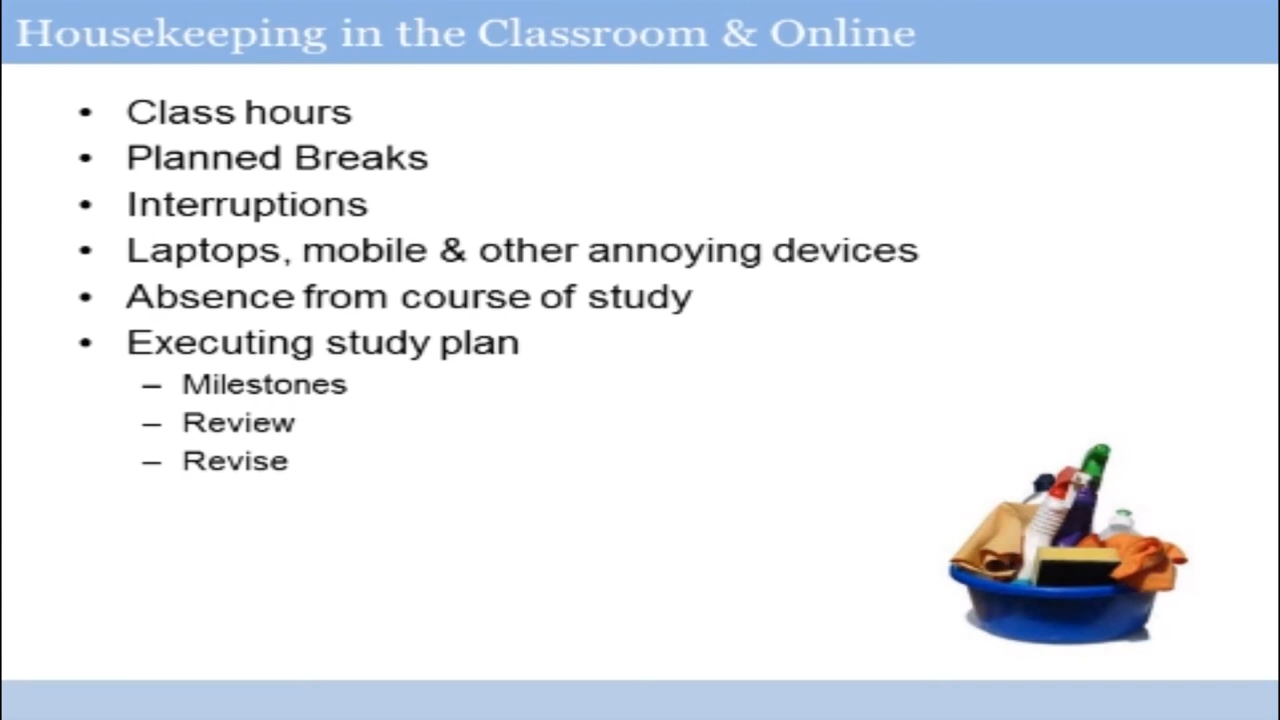 Housekeeping in the Classroom & Online
• Class hours
• Planned Breaks
• Interruptions
• Laptops, mobile & other annoying devices
• Absence from course of study
• Executing study plan
– Milestones
– Review
– Revise